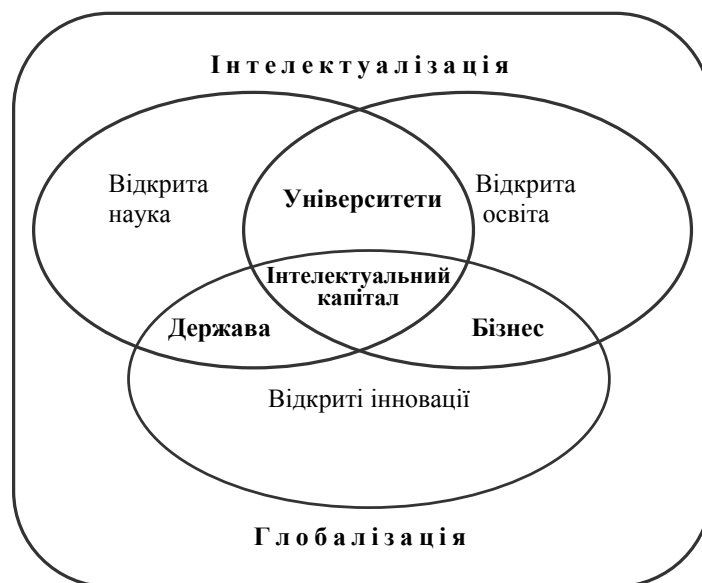 Інтелектуалізація
Відкрита
наука
Університети
Відкрита
освіта
Інтелектуальний
капітал
Держава
Бізнес
Відкриті інновації
Глобалізація